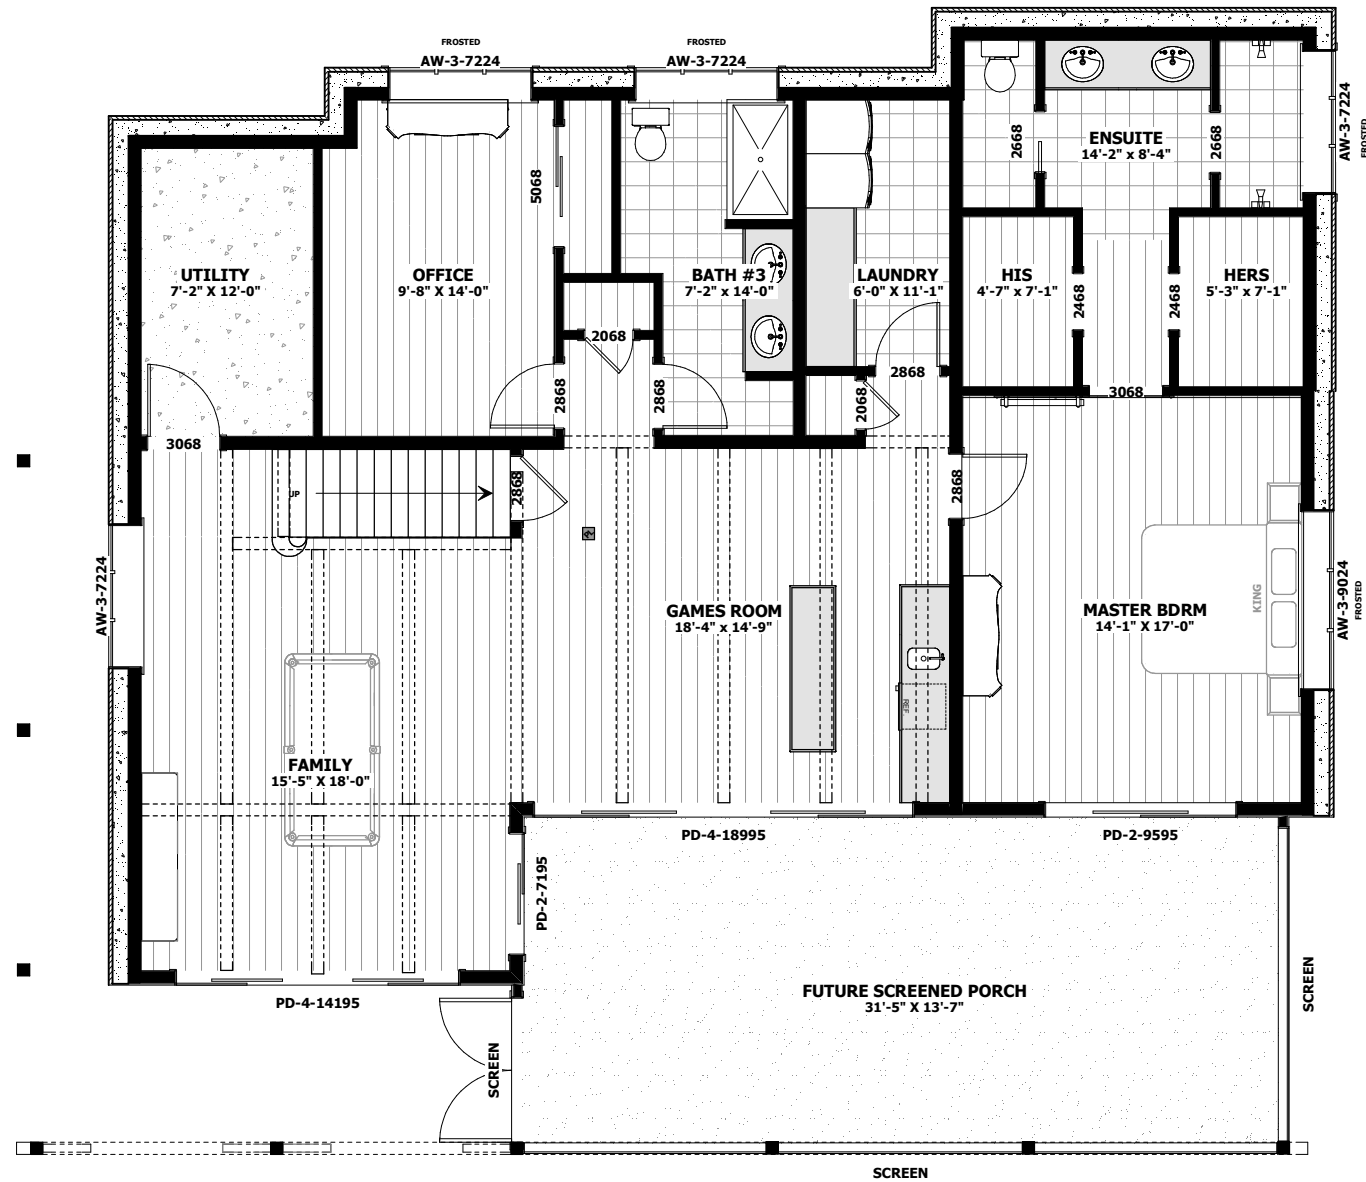 FROSTED
AW-3-7224
FROSTED
AW-3-7224
AW-3-7224
FROSTED
2668
ENSUITE
14'-2" x 8'-4"
2668
5068
UTILITY
7'-2" X 12'-0"
OFFICE
9'-8" X 14'-0"
BATH #3
7'-2" x 14'-0"
LAUNDRY
6'-0" X 11'-1"
HIS
4'-7" x 7'-1"
2468
2468
HERS
5'-3" x 7'-1"
2068
2868
2868
2868
2068
3068
3068
UP
2868
2868
AW-3-7224
GAMES ROOM
18'-4" x 14'-9"
KING
MASTER BDRM
14'-1" X 17'-0"
AW-3-9024
FROSTED
REF
FAMILY
15'-5" X 18'-0"
PD-4-18995
PD-2-9595
PD-2-7195
PD-4-14195
FUTURE SCREENED PORCH
31'-5" X 13'-7"
SCREEN
SCREEN
SCREEN